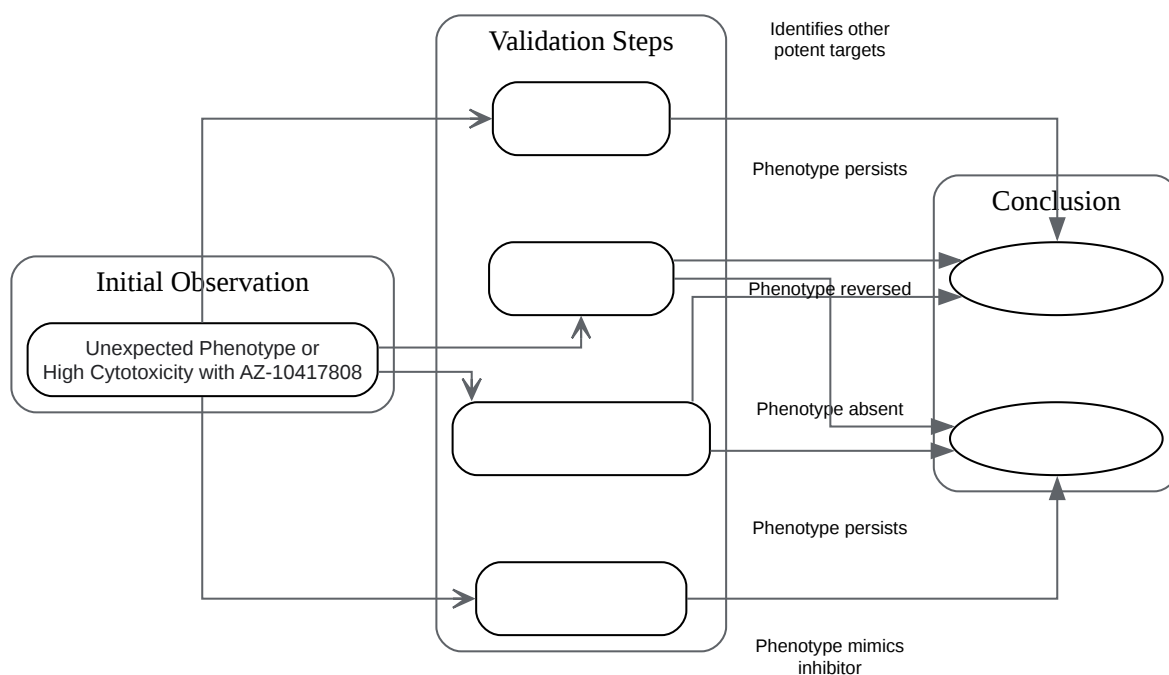 Identifies other
potent targets
Validation Steps
Phenotype persists
Conclusion
Initial Observation
Phenotype reversed
Unexpected Phenotype or
High Cytotoxicity with AZ-10417808
Phenotype absent
Phenotype persists
Phenotype mimics
inhibitor